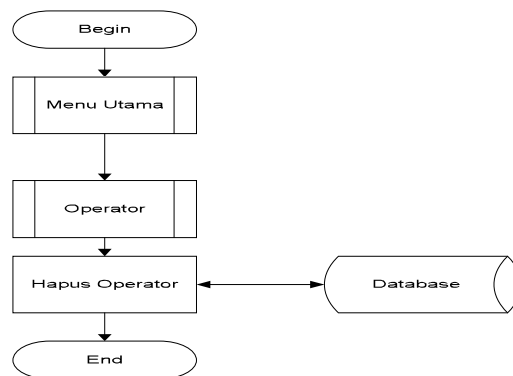 Begin
Menu Utama
Operator
Hapus Operator
Database
End